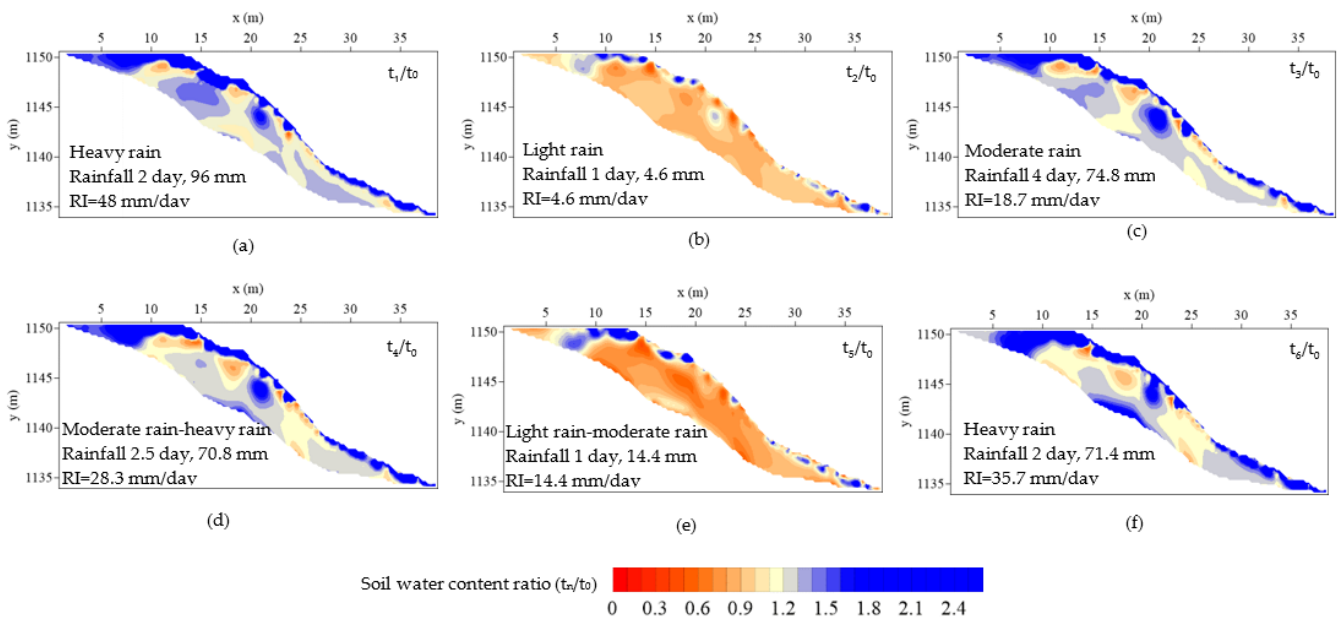 x (m)
5 10 15 20 25 30 35
1150
1145
1140
1135
y (m)
t₁/t₀
Heavy rain
Rainfall 2 day, 96 mm
RI=48 mm/dav
(a)
x (m)
5 10 15 20 25 30 35
1150
1145
1140
1135
y (m)
t₂/t₀
Light rain
Rainfall 1 day, 4.6 mm
RI=4.6 mm/dav
(b)
x (m)
5 10 15 20 25 30 35
1150
1145
1140
1135
y (m)
t₃/t₀
Moderate rain
Rainfall 4 day, 74.8 mm
RI=18.7 mm/dav
(c)
x (m)
5 10 15 20 25 30 35
1150
1145
1140
1135
y (m)
t₄/t₀
Moderate rain-heavy rain
Rainfall 2.5 day, 70.8 mm
RI=28.3 mm/dav
(d)
x (m)
5 10 15 20 25 30 35
1150
1145
1140
1135
y (m)
t₅/t₀
Light rain-moderate rain
Rainfall 1 day, 14.4 mm
RI=14.4 mm/dav
(e)
x (m)
5 10 15 20 25 30 35
1150
1145
1140
1135
y (m)
t₆/t₀
Heavy rain
Rainfall 2 day, 71.4 mm
RI=35.7 mm/dav
(f)
Soil water content ratio (tₙ/t₀)
0 0.3 0.6 0.9 1.2 1.5 1.8 2.1 2.4